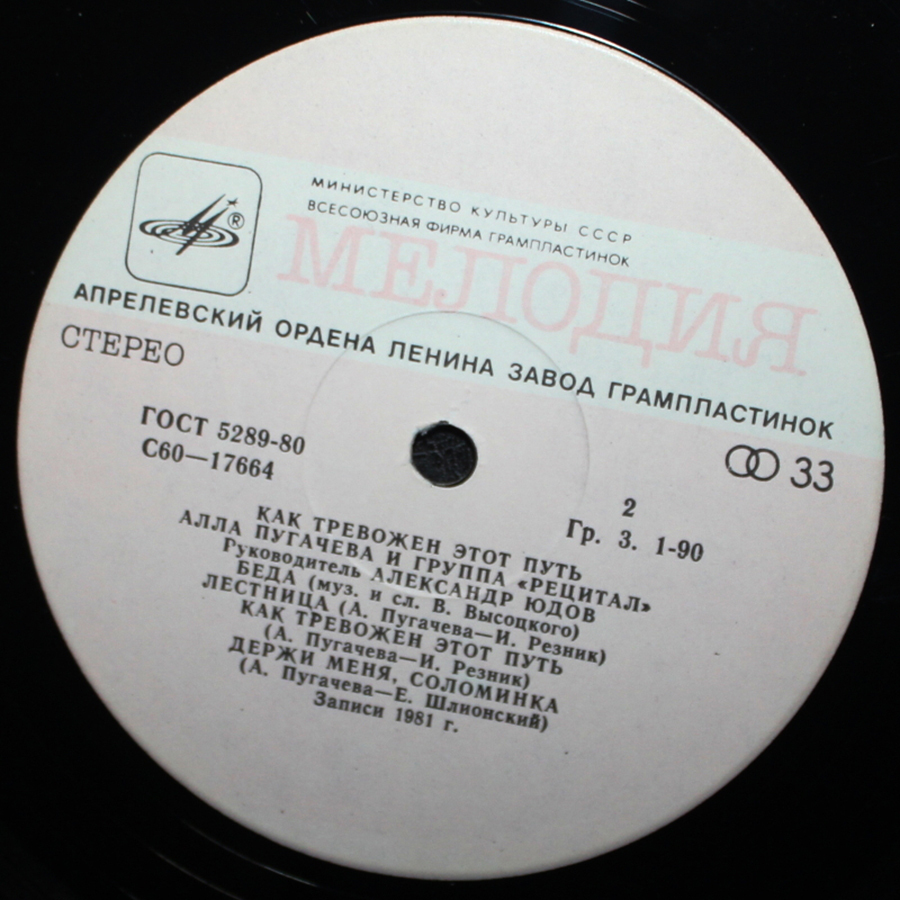 МИНИСТЕРСТВО КУЛЬТУРЫ СССР
ВСЕСОЮЗНАЯ ФИРМА ГРАМПЛАСТИНОК
®
МЕЛОДИЯ
АПРЕЛЕВСКИЙ ОРДЕНА ЛЕНИНА ЗАВОД ГРАМПЛАСТИНОК
СТЕРЕО
33
ГОСТ 5289-80
С60—17664
2
Гр. 3. 1-90
КАК ТРЕВОЖЕН ЭТОТ ПУТЬ
АЛЛА ПУГАЧЕВА И ГРУППА «РЕЦИТАЛ»
Руководитель АЛЕКСАНДР ЮДОВ
БЕДА (муз. и сл. В. Высоцкого)
ЛЕСТНИЦА (А. Пугачева—И. Резник)
КАК ТРЕВОЖЕН ЭТОТ ПУТЬ
(А. Пугачева—И. Резник)
ДЕРЖИ МЕНЯ, СОЛОМИНКА
(А. Пугачева—Е. Шлионский)
Записи 1981 г.